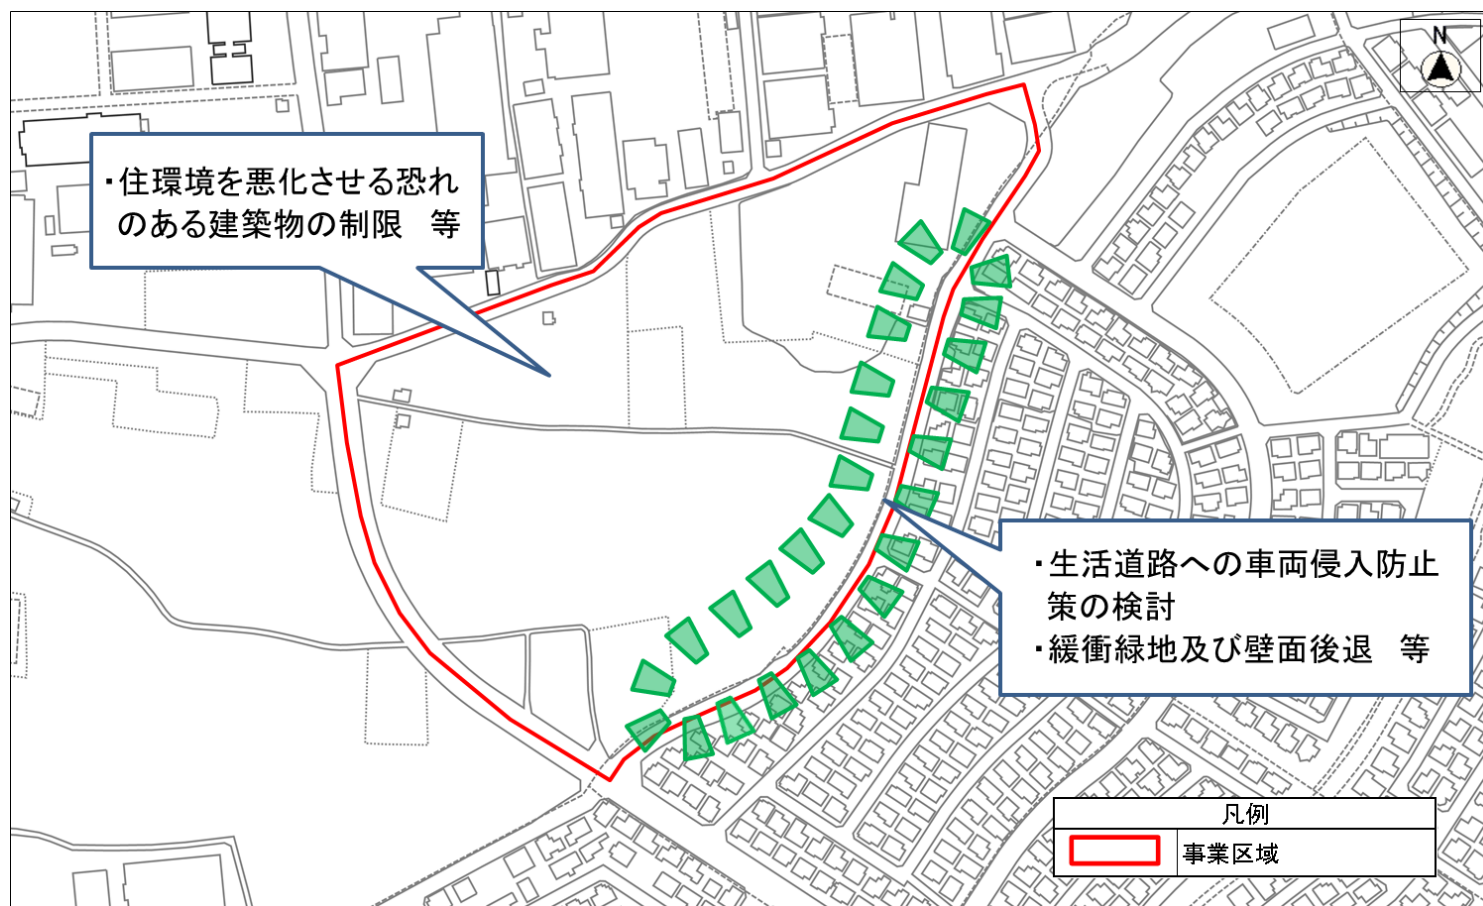 N
・住環境を悪化させる恐れ
のある建築物の制限　等
・生活道路への車両侵入防止
策の検討
・緩衝緑地及び壁面後退　等
凡例
事業区域